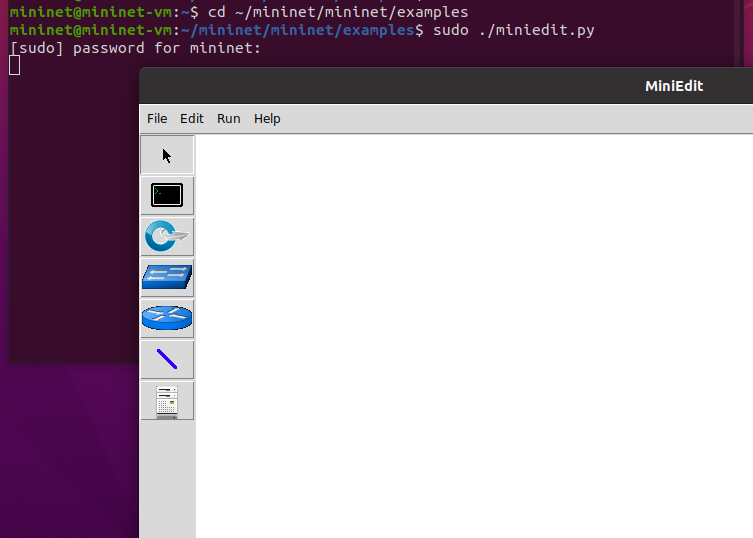 mininet@mininet-vm:~$ cd ~/mininet/mininet/examples
mininet@mininet-vm:~/mininet/mininet/examples$ sudo ./miniedit.py
[sudo] password for mininet:
MiniEdit
File Edit Run Help